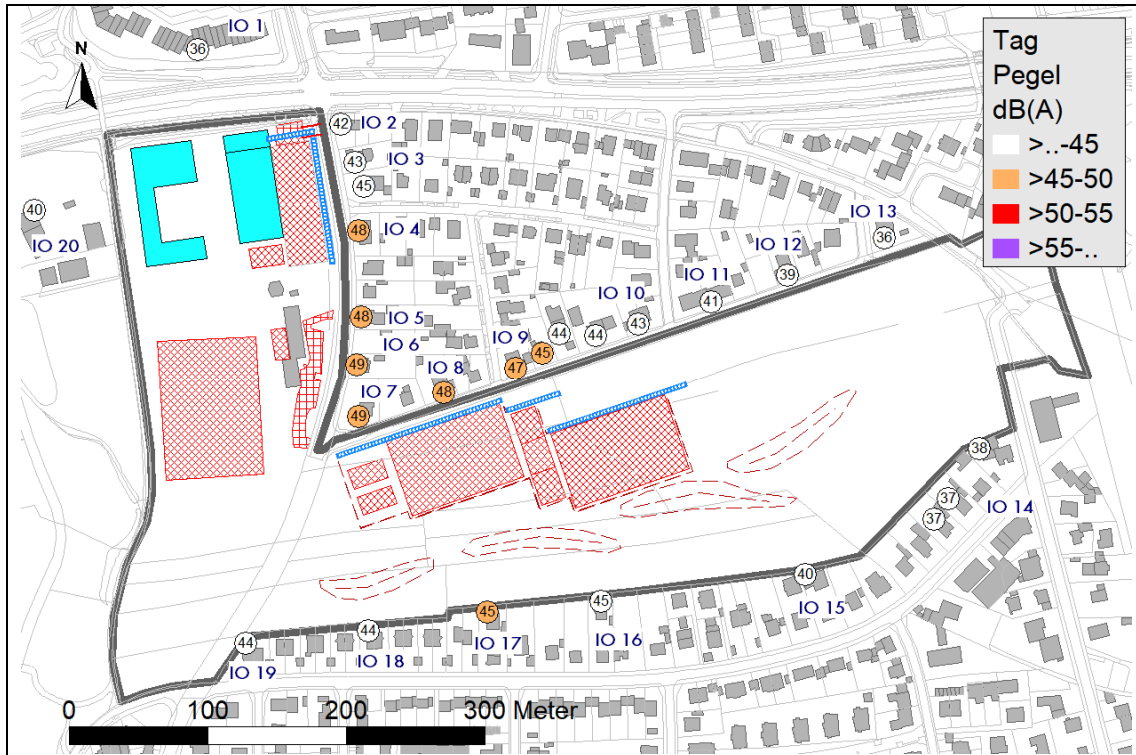 IO 1
36
N
Tag
Pegel
dB(A)
>..-45
>45-50
>50-55
>55-..
42
IO 2
43
IO 3
45
40
IO 20
48
IO 4
IO 13
36
IO 12
39
IO 11
41
IO 10
43
44
44
48
IO 5
IO 6
49
IO 9
45
47
IO 8
48
IO 7
49
38
37
37
IO 14
40
IO 15
45
IO 16
45
IO 17
44
IO 18
44
IO 19
0
100
200
300 Meter